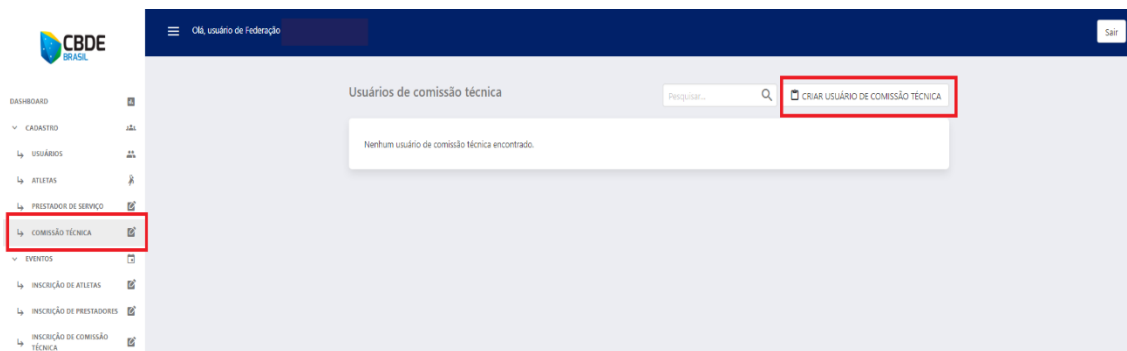 CBDE
BRASIL
Olá, usuário de Federação
Sair
DASHBOARD
CADASTRO
USUÁRIOS
ATLETAS
PRESTADOR DE SERVIÇO
COMISSÃO TÉCNICA
EVENTOS
INSCRIÇÃO DE ATLETAS
INSCRIÇÃO DE PRESTADORES
INSCRIÇÃO DE COMISSÃO
TÉCNICA
Usuários de comissão técnica
Pesquisar...
CRIAR USUÁRIO DE COMISSÃO TÉCNICA
Nenhum usuário de comissão técnica encontrado.